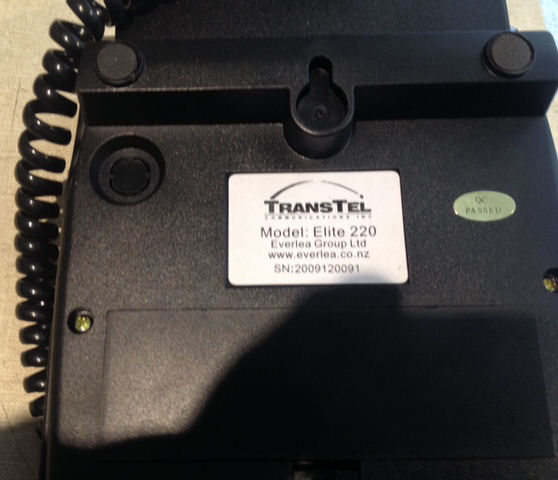 TRANSTEL
COMMUNICATIONS INC
Model: Elite 220
Everlea Group Ltd
www.everlea.co.nz
SN:2009120091
QC
PASSED